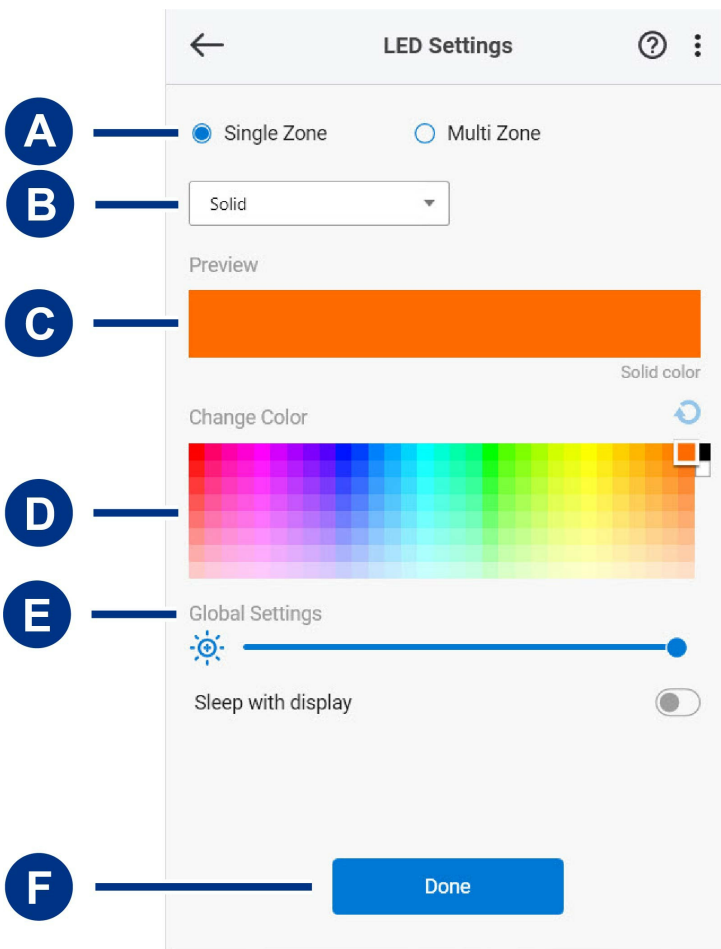 LED Settings
A
Single Zone
Multi Zone
B
Solid
Preview
C
Solid color
Change Color
D
E
Global Settings
Sleep with display
F
Done